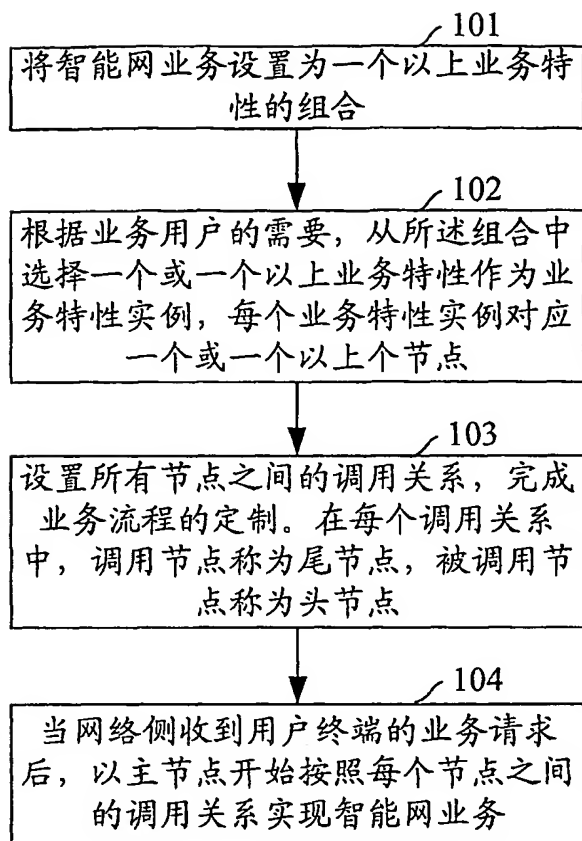 101
将智能网业务设置为一个以上业务特
性的组合
102
根据业务用户的需要，从所述组合中
选择一个或一个以上业务特性作为业
务特性实例，每个业务特性实例对应
一个或一个以上个节点
103
设置所有节点之间的调用关系，完成
业务流程的定制。在每个调用关系
中，调用节点称为尾节点，被调用节
点称为头节点
104
当网络侧收到用户终端的业务请求
后，以主节点开始按照每个节点之间
的调用关系实现智能网业务